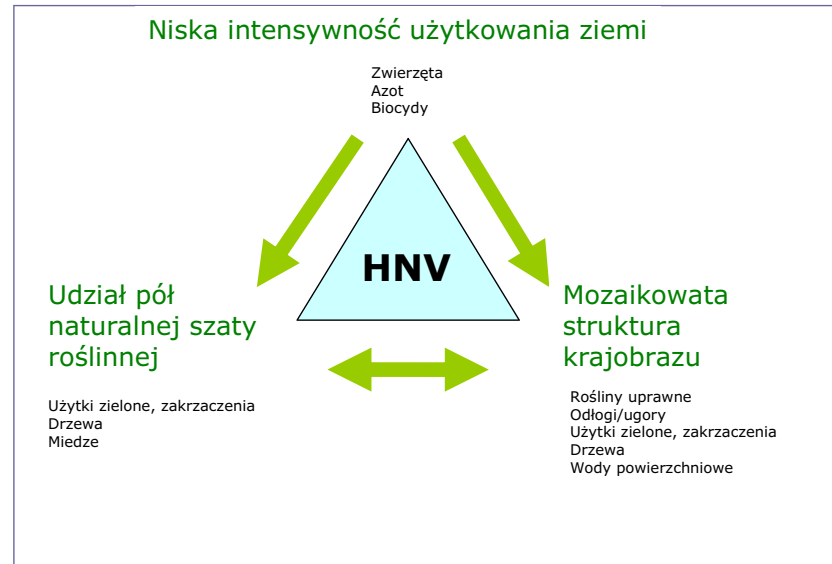 Niska intensywność użytkowania ziemi
Zwierzęta
Azot
Biocydy
HNV
Udział pól
naturalnej szaty
roślinnej
Użytki zielone, zakrzaczenia
Drzewa
Miedze
Mozaikowata
struktura
krajobrazu
Rośliny uprawne
Odłogi/ugory
Użytki zielone, zakrzaczenia
Drzewa
Wody powierzchniowe